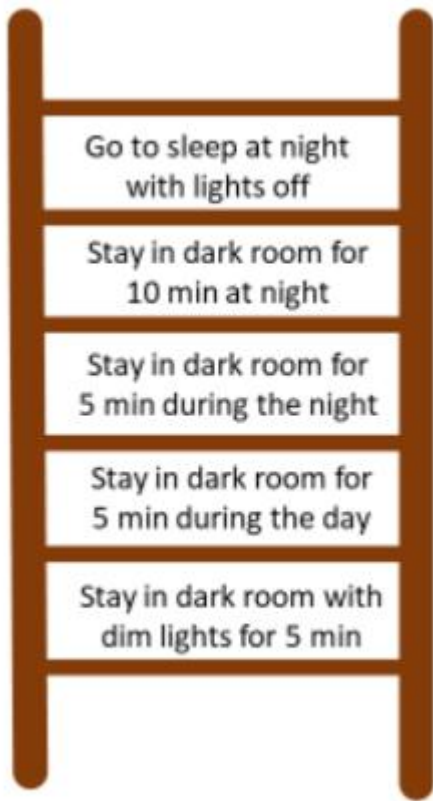 Go to sleep at night
with lights off
Stay in dark room for
10 min at night
Stay in dark room for
5 min during the night
Stay in dark room for
5 min during the day
Stay in dark room with
dim lights for 5 min